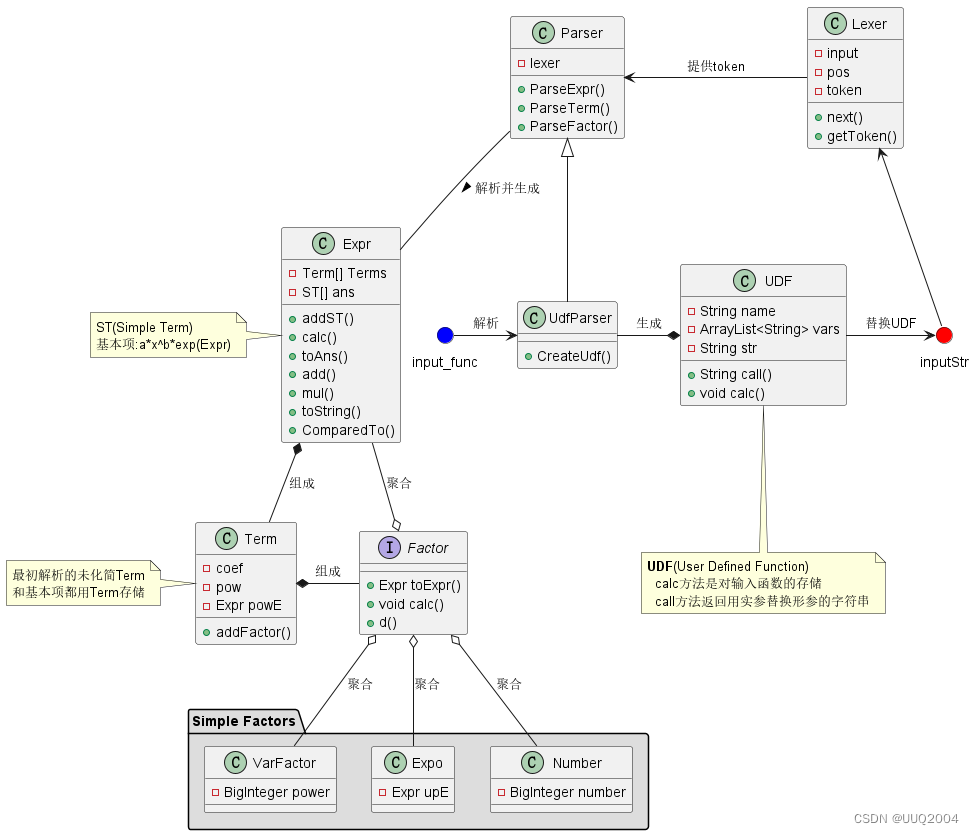 Parser
lexer
ParseExpr()
ParseTerm()
ParseFactor()
提供token
Lexer
input
pos
token
next()
getToken()
解析并生成
Expr
Term[] Terms
ST[] ans
addST()
calc()
toAns()
add()
mul()
toString()
ComparedTo()
ST(Simple Term)
基本项:a*x^b*exp(Expr)
input_func
解析
UdfParser
CreateUdf()
生成
UDF
String name
ArrayList<String> vars
String str
String call()
void calc()
替换UDF
inputStr
组成
聚合
Term
coef
pow
Expr powE
addFactor()
最初解析的未化简Term
和基本项都用Term存储
组成
Factor
Expr toExpr()
void calc()
d()
UDF(User Defined Function)
calc方法是对输入函数的存储
call方法返回用实参替换形参的字符串
聚合
聚合
聚合
Simple Factors
VarFactor
BigInteger power
Expo
Expr upE
Number
BigInteger number
CSDN @UUQ2004